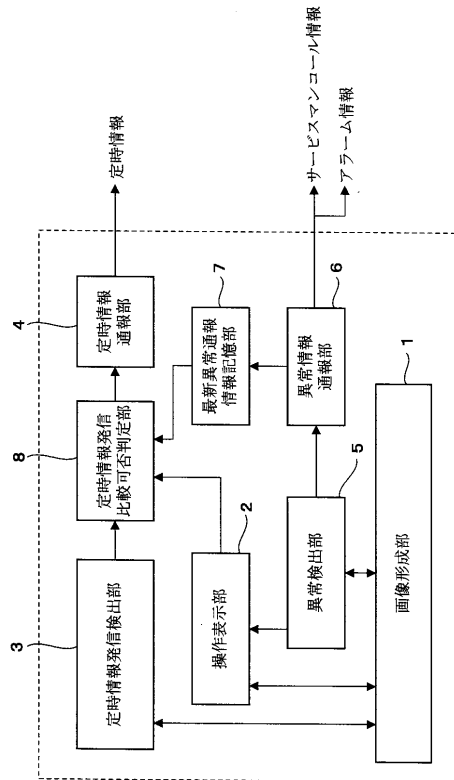 3
定時情報発信検出部
8
定時情報発信
比較可否判定部
4
定時情報
通報部
定時情報
2
操作表示部
7
最新異常通報
情報記憶部
5
異常検出部
6
異常情報
通報部
サービスマンコール情報
アラーム情報
1
画像形成部